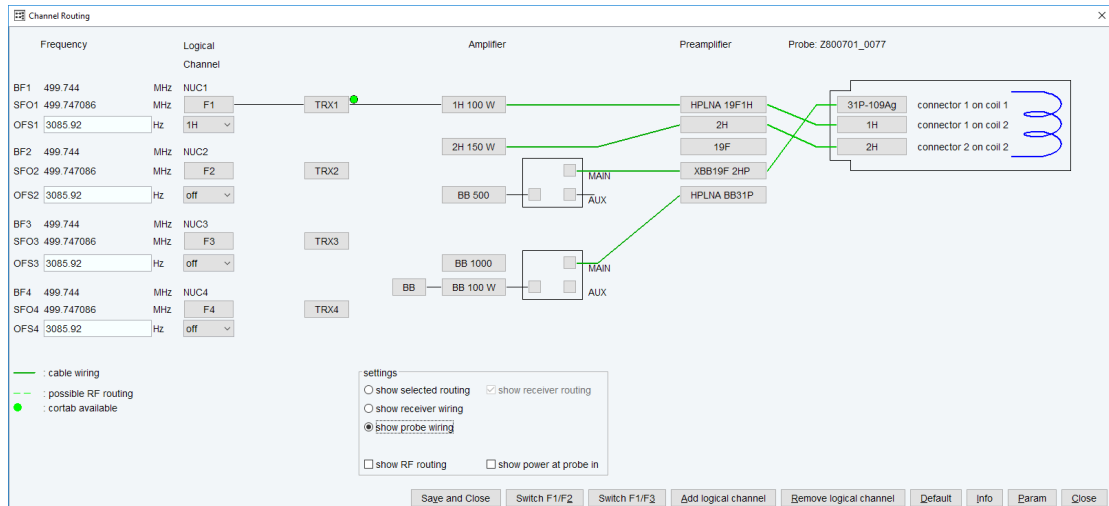 Channel Routing
Frequency Logical Channel Amplifier Preamplifier Probe: Z800701_0077
BF1 499.744 MHz NUC1
SFO1 499.747086 MHz F1 TRX1 1H 100 W HPLNA 19F1H 31P-109Ag connector 1 on coil 1
OFS1 3085.92 Hz 1H 2H 1H connector 1 on coil 2
BF2 499.744 MHz NUC2 2H 150 W 19F 2H connector 2 on coil 2
SFO2 499.747086 MHz F2 TRX2 MAIN XBB19F 2HP
OFS2 3085.92 Hz off BB 500 AUX HPLNA BB31P
BF3 499.744 MHz NUC3
SFO3 499.747086 MHz F3 TRX3
OFS3 3085.92 Hz off BB 1000 MAIN
BF4 499.744 MHz NUC4 BB BB 100 W AUX
SFO4 499.747086 MHz F4 TRX4
OFS4 3085.92 Hz off
: cable wiring
: possible RF routing
: cortab available
settings
show selected routing show receiver routing
show receiver wiring
show probe wiring
show RF routing show power at probe in
Save and Close Switch F1/F2 Switch F1/F3 Add logical channel Remove logical channel Default Info Param Close